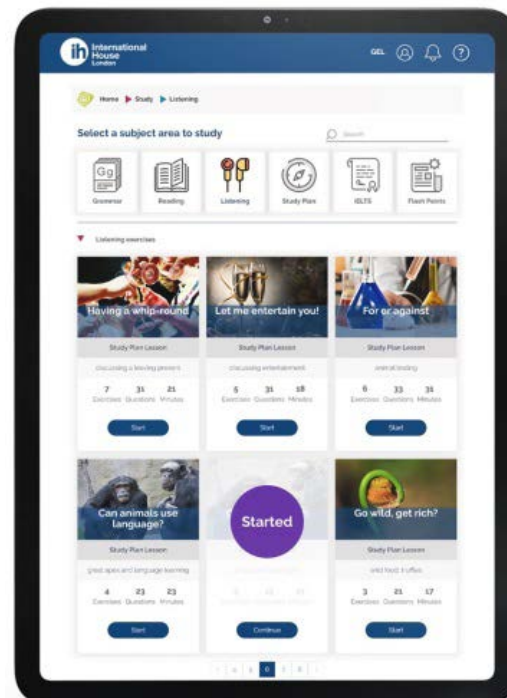 ih International
House
London
GEL
?
Home Study Listening
Select a subject area to study
Search
Gg
Grammar
Reading
Listening
Study Plan
IELTS
Flash Points
Listening exercises
Having a whip-round
Let me entertain you!
For or against
Study Plan Lesson
Study Plan Lesson
Study Plan Lesson
discussing a leaving present
discussing entertainment
animal testing
7 31 21
Exercises Questions Minutes
5 31 18
Exercises Questions Minutes
6 33 31
Exercises Questions Minutes
Start
Start
Start
Can animals use
language?
Started
Go wild, get rich?
Study Plan Lesson
Study Plan Lesson
great apes and language learning
wild food: truffles
4 23 23
Exercises Questions Minutes
3 21 17
Exercises Questions Minutes
Start
Continue
Start
6